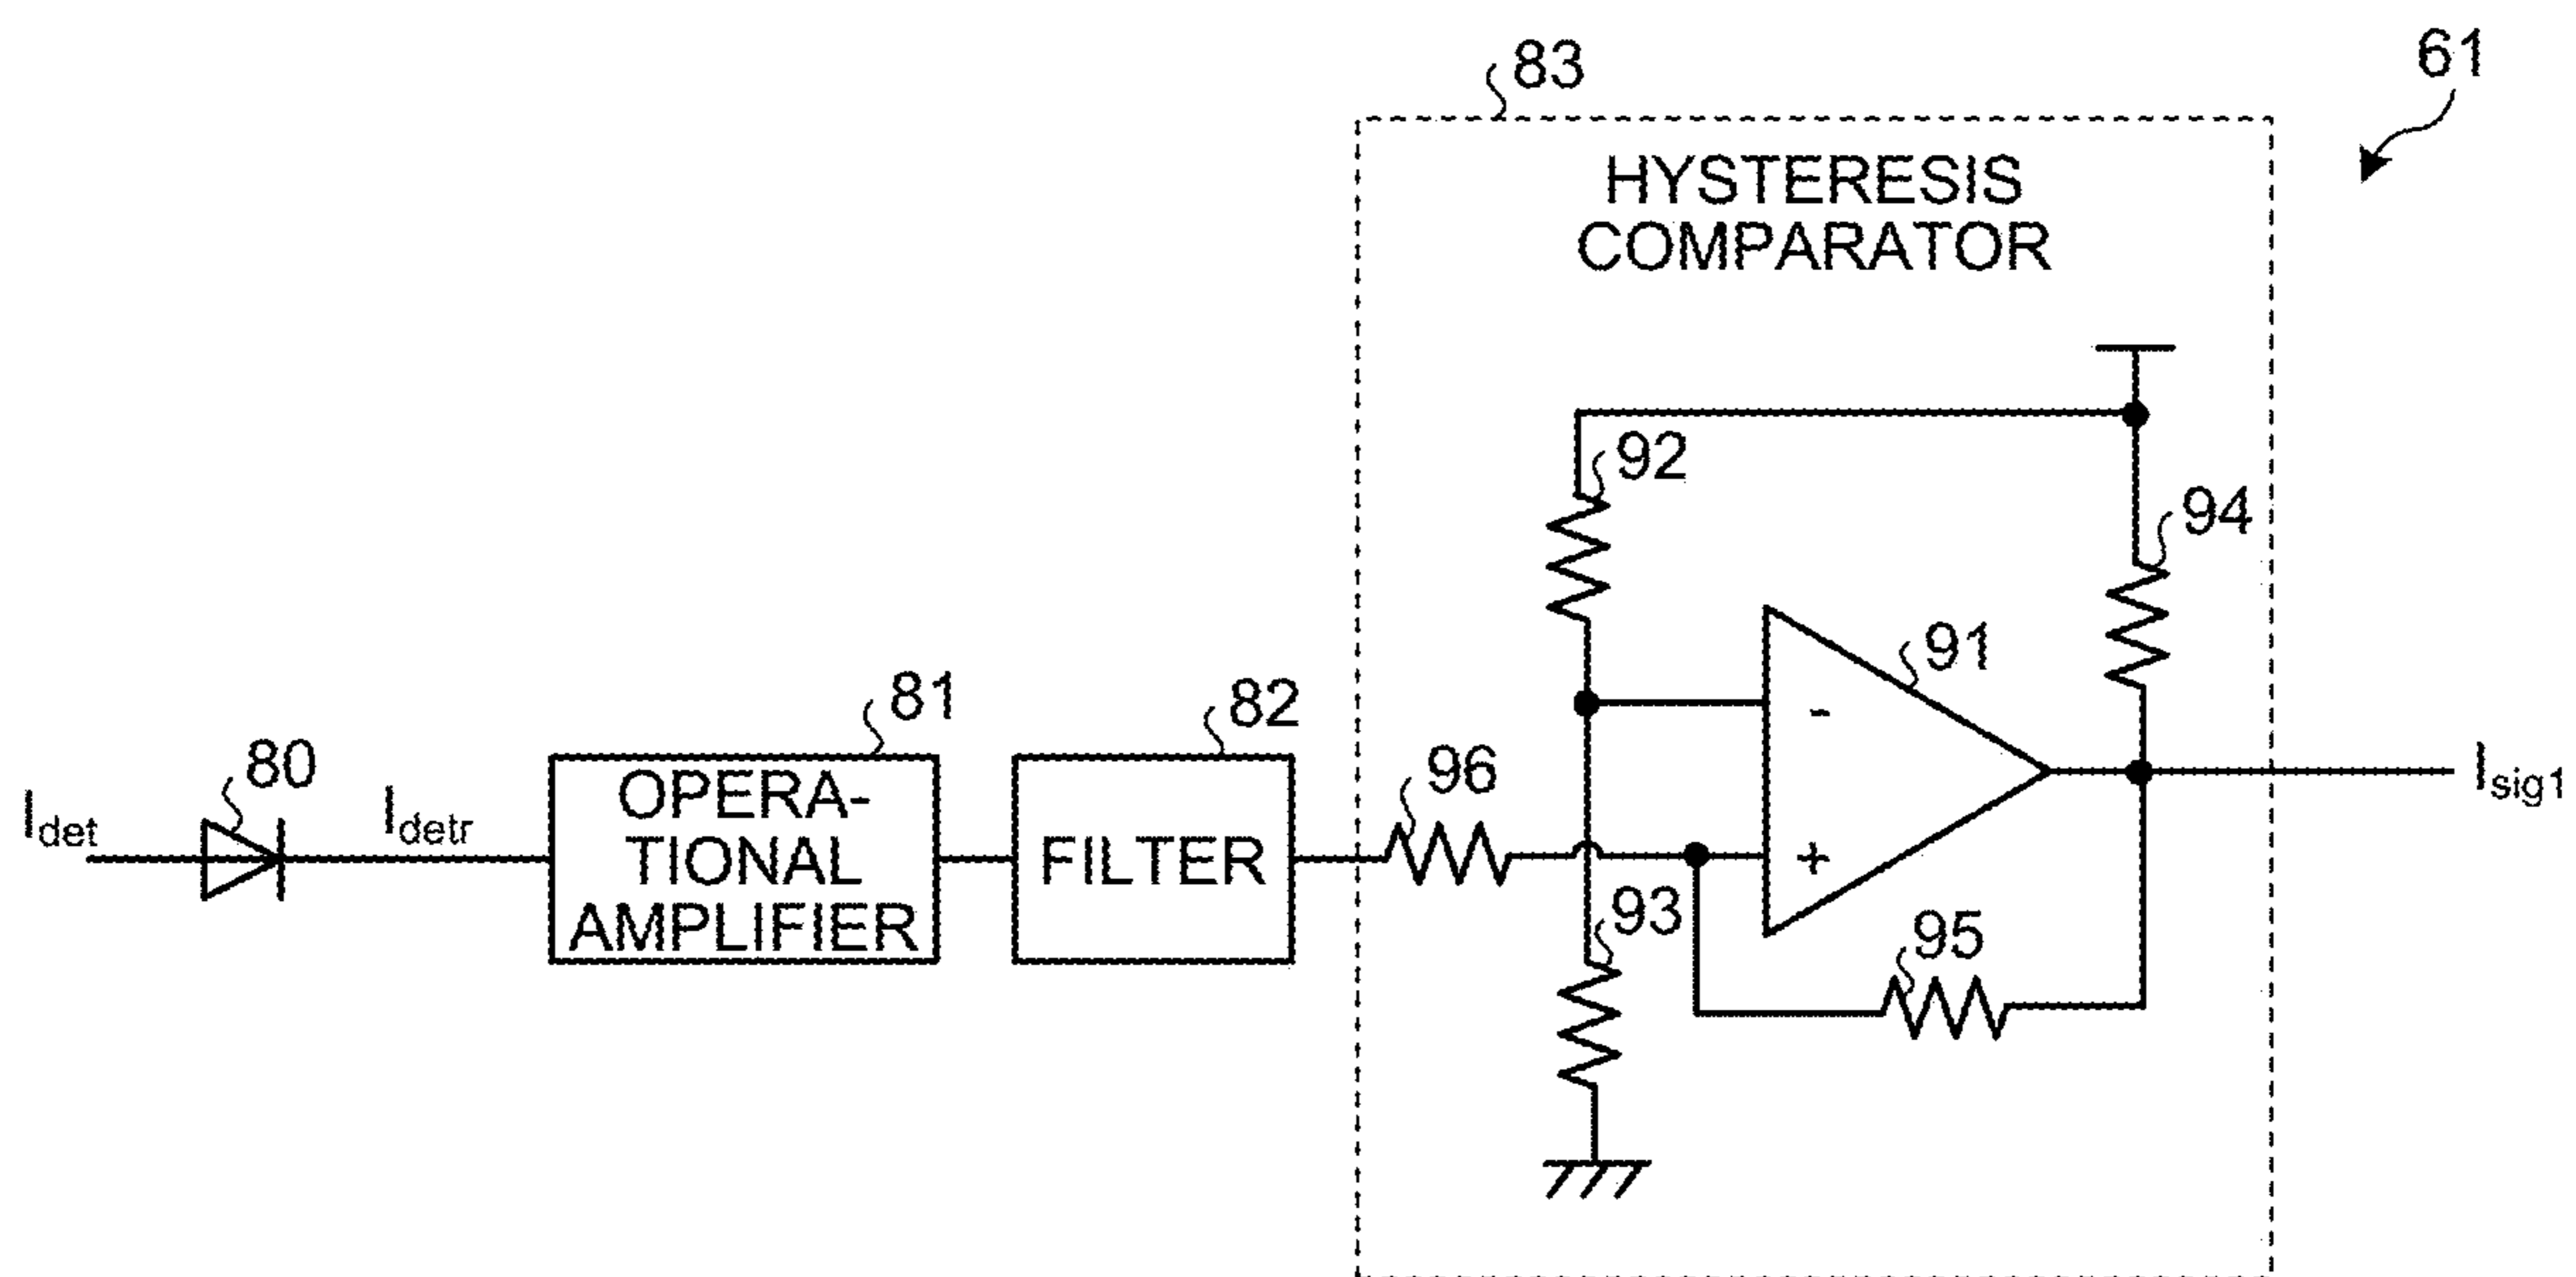 61
83
HYSTERESIS
COMPARATOR
92
94
91
81
82
80
96
I_det
I_detr
OPERA-
TIONAL
AMPLIFIER
FILTER
-
+
I_sig1
93
95